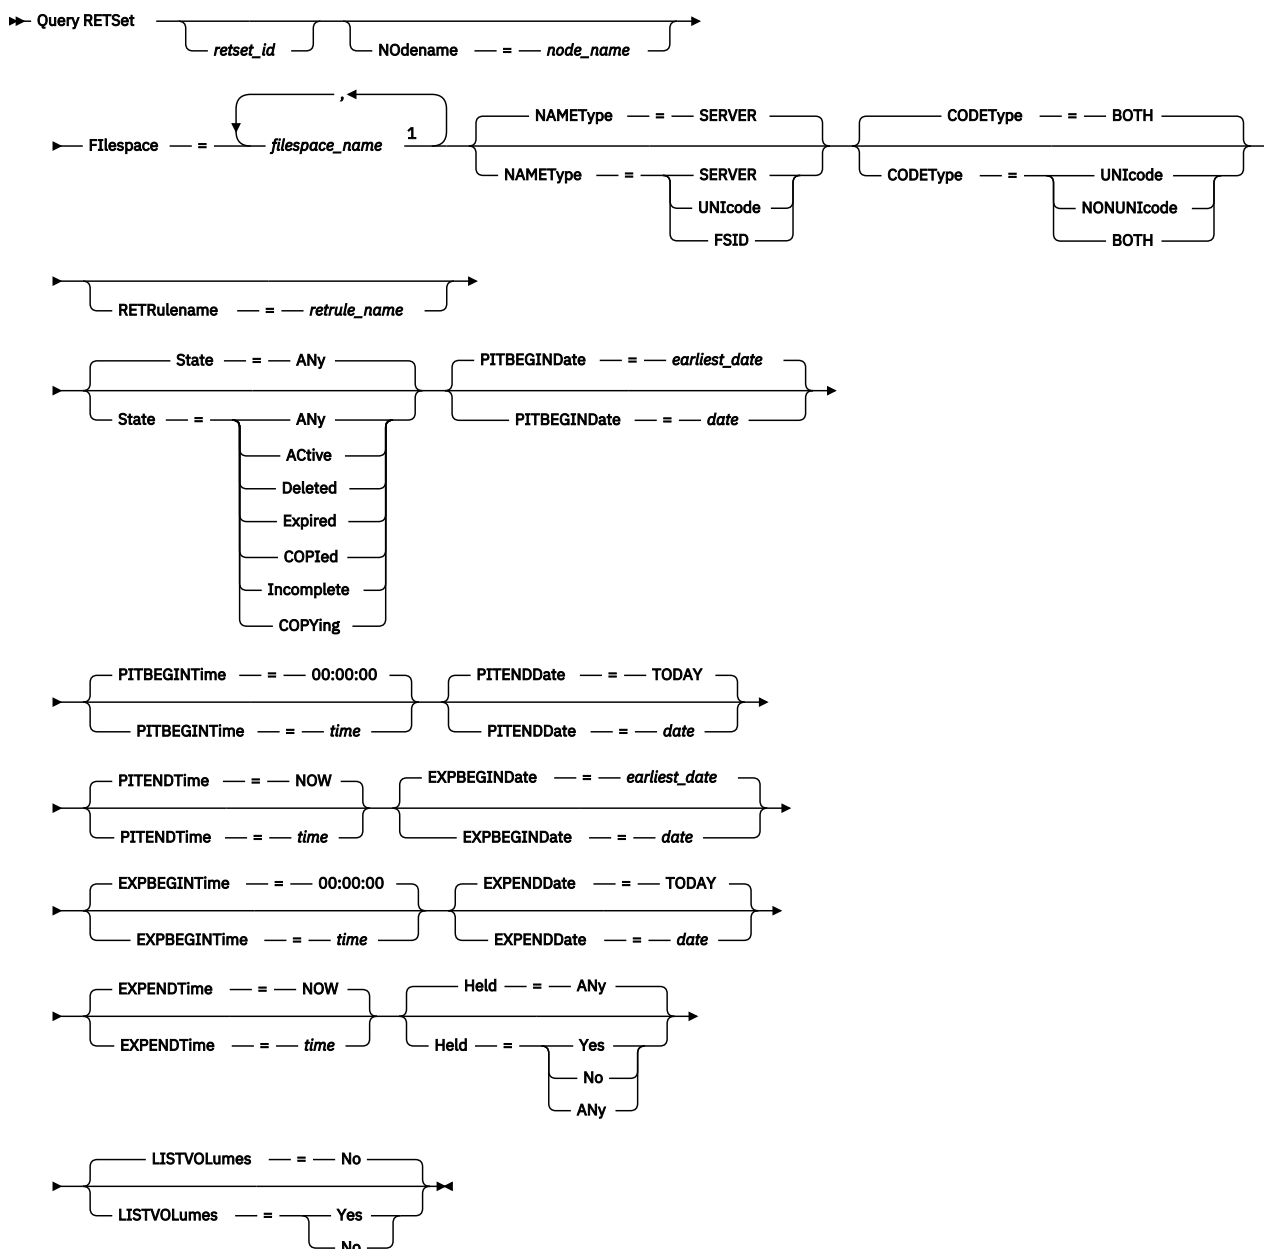 Query RETSet
retset_id NOdename = node_name
,
FIlespace = filespace_name 1
NAMEType = SERVER
NAMEType = SERVER
UNIcode
FSID
CODEType = BOTH
CODEType = UNIcode
NONUNIcode
BOTH
RETRulename = retrule_name
State = ANy
State = ANy
ACtive
Deleted
Expired
COPIed
Incomplete
COPYing
PITBEGINDate = earliest_date
PITBEGINDate = date
PITBEGINTime = 00:00:00
PITBEGINTime = time
PITENDDate = TODAY
PITENDDate = date
PITENDTime = NOW
PITENDTime = time
EXPBEGINDate = earliest_date
EXPBEGINDate = date
EXPBEGINTime = 00:00:00
EXPBEGINTime = time
EXPENDDate = TODAY
EXPENDDate = date
EXPENDTime = NOW
EXPENDTime = time
Held = ANy
Held = Yes
No
ANy
LISTVOLumes = No
LISTVOLumes = Yes
No